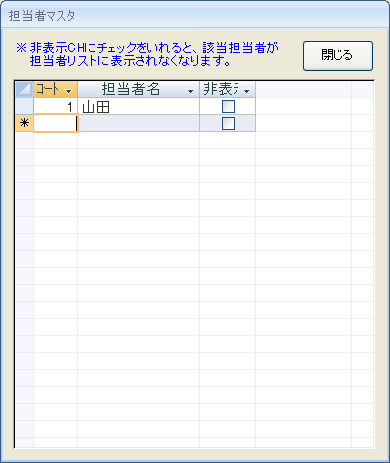 担当者マスタ
※非表示CHIにチェックをいれると、該当担当者が
担当者リストに表示されなくなります。
閉じる
コート 担当者名 非表示
1 山田
*